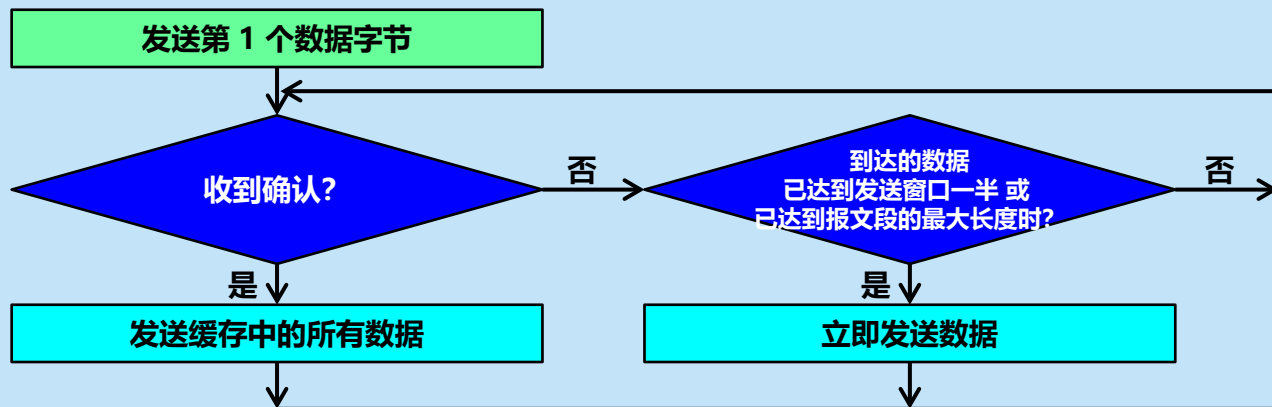 发送第 1 个数据字节
收到确认?
否
到达的数据
已达到发送窗口一半 或
已达到报文段的最大长度时?
否
是
是
发送缓存中的所有数据
立即发送数据